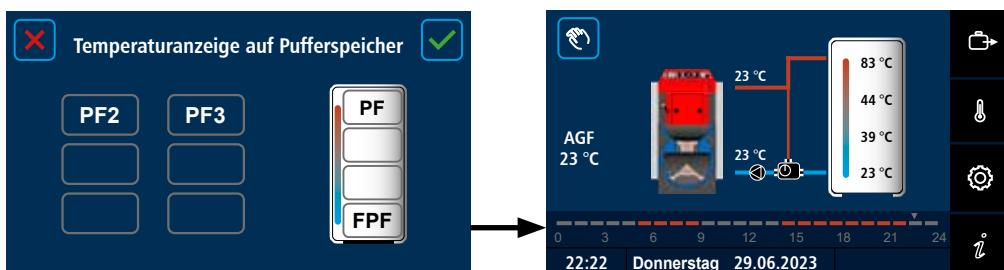 Temperaturanzeige auf Pufferspeicher
PF2 PF3 PF
FPF
23 °C
83 °C
44 °C
AGF
39 °C
23 °C
23 °C
23 °C
0 3 6 9 12 15 18 21 24
22:22 Donnerstag 29.06.2023
i